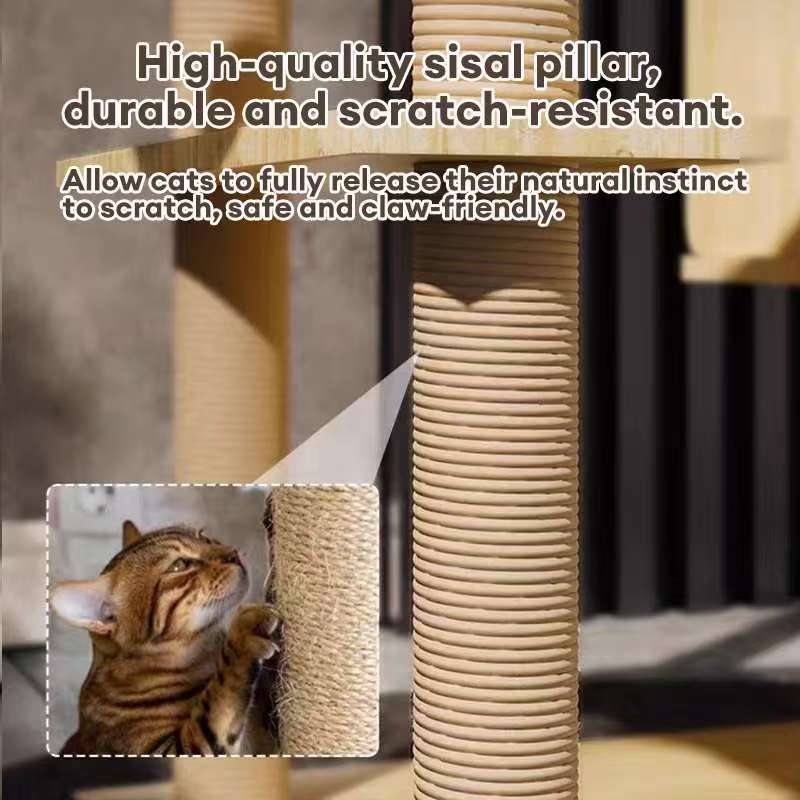 High-quality sisal pillar,
durable and scratch-resistant.
Allow cats to fully release their natural instinct
to scratch, safe and claw-friendly.